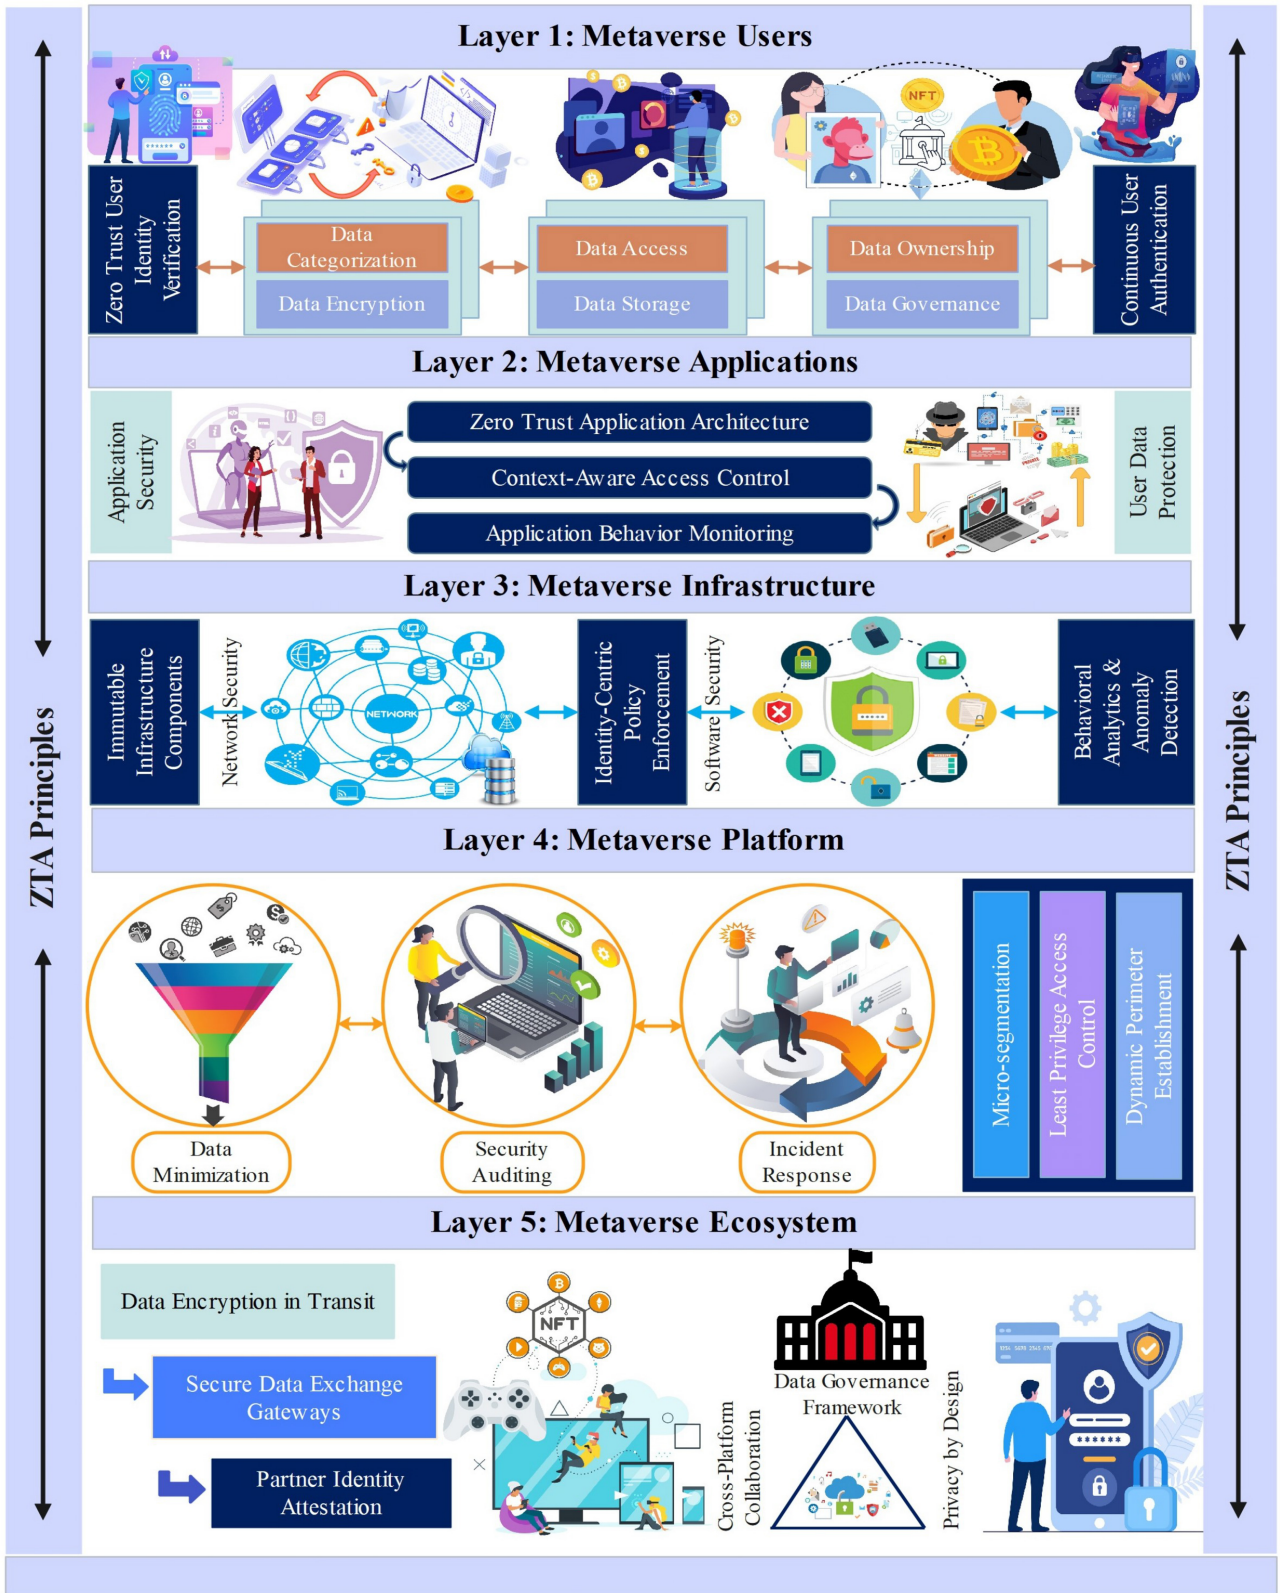 Layer 1: Metaverse Users
NFT
Zero Trust User
Identity
Verification
Data
Categorization
Data Encryption
Data Access
Data Storage
Data Ownership
Data Governance
Continuous User
Authentication
Layer 2: Metaverse Applications
Application
Security
Zero Trust Application Architecture
Context-Aware Access Control
Application Behavior Monitoring
User Data
Protection
Layer 3: Metaverse Infrastructure
Immutable
Infrastructure
Components
Network Security
NETWORK
Identity-Centric
Policy
Enforcement
Software Security
Behavioral
Analytics &
Anomaly
Detection
ZTA Principles
ZTA Principles
Layer 4: Metaverse Platform
Data
Minimization
Security
Auditing
Incident
Response
Micro-segmentation
Least Privilege Access
Control
Dynamic Perimeter
Establishment
Layer 5: Metaverse Ecosystem
Data Encryption in Transit
Secure Data Exchange
Gateways
Partner Identity
Attestation
NFT
Cross-Platform
Collaboration
Data Governance
Framework
Privacy by Design